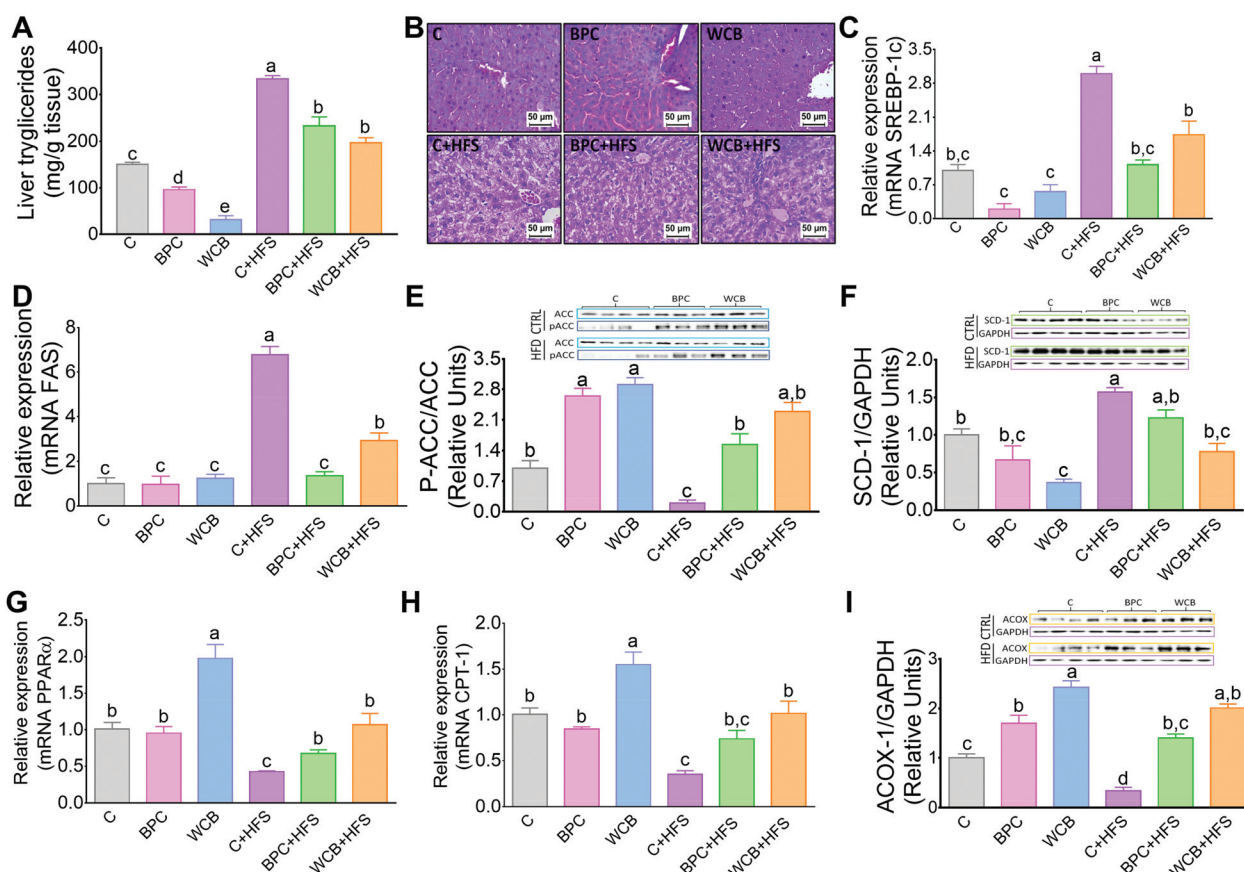 A
Liver tryglicerides
(mg/g tissue)
400
300
200
100
0
c
d
e
a
b
b
C
BPC
WCB
C+HFS
BPC+HFS
WCB+HFS
B
C
50 µm
BPC
50 µm
WCB
50 µm
C+HFS
50 µm
BPC+HFS
50 µm
WCB+HFS
50 µm
C
Relative expression
(mRNA SREBP-1c)
3.5
2.6
1.7
0.9
0.0
b,c
c
c
a
b,c
b
C
BPC
WCB
C+HFS
BPC+HFS
WCB+HFS
D
Relative expression
(mRNA FAS)
8
6
4
2
0
c
c
c
a
c
b
C
BPC
WCB
C+HFS
BPC+HFS
WCB+HFS
E
C BPC WCB
CTRL
ACC
pACC
HFD
ACC
pACC
P-ACC/ACC
(Relative Units)
3.5
2.8
2.1
1.4
0.7
0.0
b
a
a
c
b
a,b
C
BPC
WCB
C+HFS
BPC+HFS
WCB+HFS
F
C BPC WCB
CTRL
SCD-1
GAPDH
HFD
SCD-1
GAPDH
SCD-1/GAPDH
(Relative Units)
2.0
1.5
1.0
0.5
0.0
b
b,c
c
a
a,b
b,c
C
BPC
WCB
C+HFS
BPC+HFS
WCB+HFS
G
Relative expression
(mRNA PPARα)
2.5
2.0
1.5
1.0
0.5
0.0
b
b
a
c
b
b
C
BPC
WCB
C+HFS
BPC+HFS
WCB+HFS
H
Relative expression
(mRNA CPT-1)
2.0
1.5
1.0
0.5
0.0
b
b
a
c
b,c
b
C
BPC
WCB
C+HFS
BPC+HFS
WCB+HFS
I
C BPC WCB
CTRL
ACOX
GAPDH
HFD
ACOX
GAPDH
ACOX-1/GAPDH
(Relative Units)
3
2
1
0
c
b
a
d
b,c
a,b
C
BPC
WCB
C+HFS
BPC+HFS
WCB+HFS